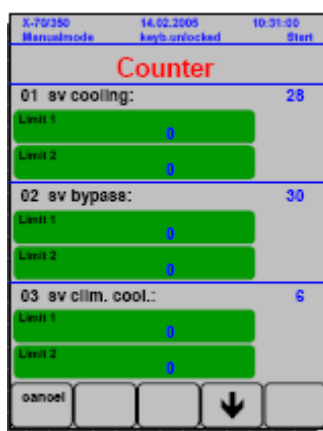 X-70/350 14.02.2005 10:31:00
Manualmode keyb.unlocked Start
Counter
01 sv cooling: 28
Limit 1
0
Limit 2
0
02 sv bypass: 30
Limit 1
0
Limit 2
0
03 sv clim. cool.: 6
Limit 1
0
Limit 2
0
cancel